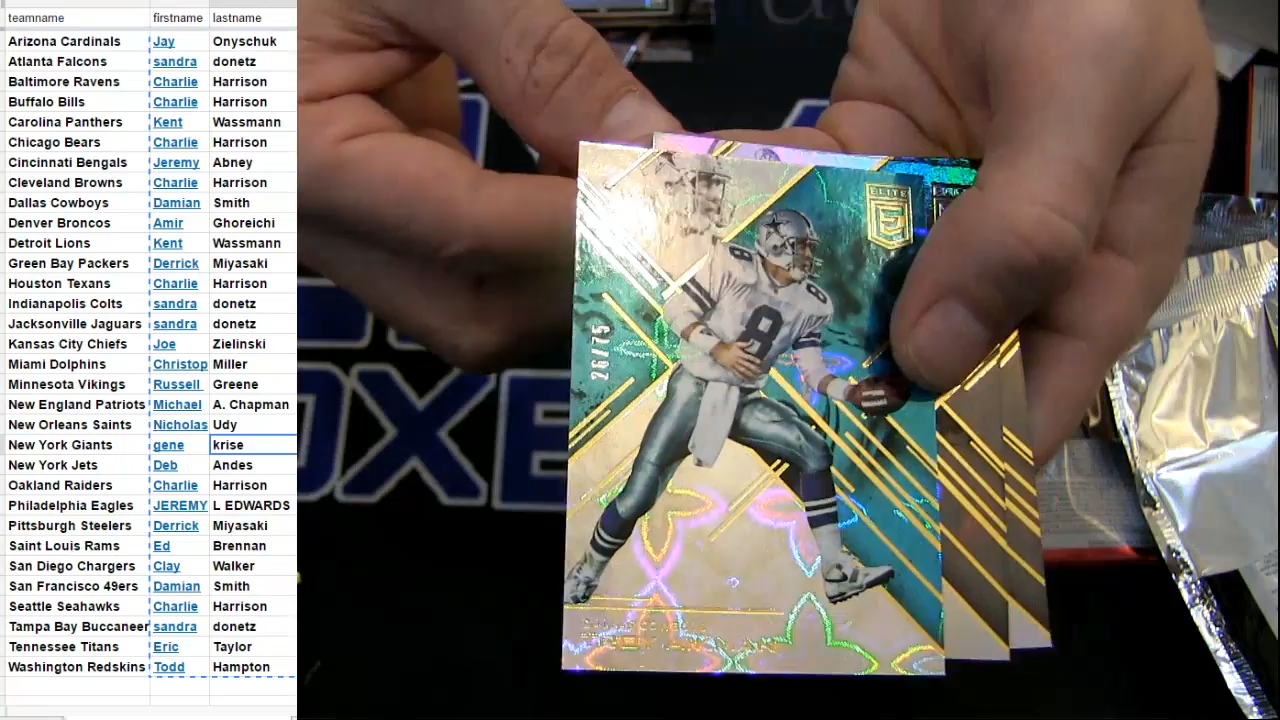 teamname firstname lastname
Arizona Cardinals Jay Onyschuk
Atlanta Falcons sandra donetz
Baltimore Ravens Charlie Harrison
Buffalo Bills Charlie Harrison
Carolina Panthers Kent Wassmann
Chicago Bears Charlie Harrison
Cincinnati Bengals Jeremy Abney
Cleveland Browns Charlie Harrison
Dallas Cowboys Damian Smith
Denver Broncos Amir Ghoreichi
Detroit Lions Kent Wassmann
Green Bay Packers Derrick Miyasaki
Houston Texans Charlie Harrison
Indianapolis Colts sandra donetz
Jacksonville Jaguars sandra donetz
Kansas City Chiefs Joe Zielinski
Miami Dolphins Christop Miller
Minnesota Vikings Russell Greene
New England Patriots Michael A. Chapman
New Orleans Saints Nicholas Udy
New York Giants gene krise
New York Jets Deb Andes
Oakland Raiders Charlie Harrison
Philadelphia Eagles JEREMY L EDWARDS
Pittsburgh Steelers Derrick Miyasaki
Saint Louis Rams Ed Brennan
San Diego Chargers Clay Walker
San Francisco 49ers Damian Smith
Seattle Seahawks Charlie Harrison
Tampa Bay Buccaneer sandra donetz
Tennessee Titans Eric Taylor
Washington Redskins Todd Hampton
ELITE
E
8
8
8
26/75
OXE